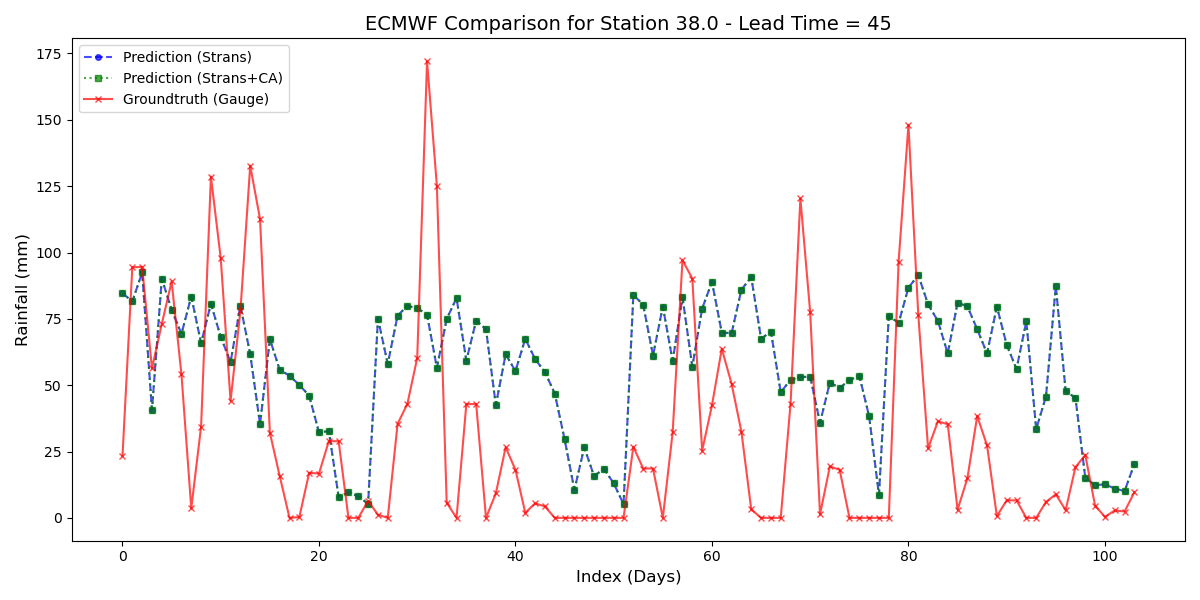 ECMWF Comparison for Station 38.0 - Lead Time = 45
Prediction (Strans)
Prediction (Strans+CA)
Groundtruth (Gauge)
Rainfall (mm)
175
150
125
100
75
50
25
0
0 20 40 60 80 100
Index (Days)